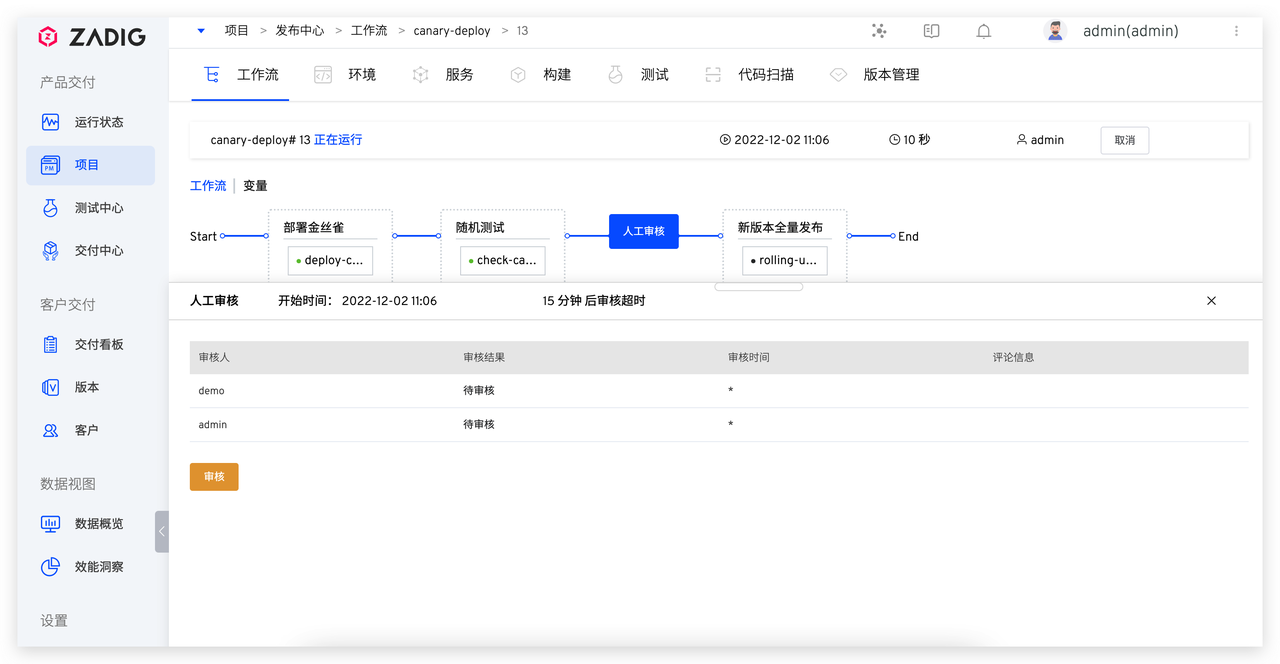 ZADIG
项目 > 发布中心 > 工作流 > canary-deploy > 13
admin(admin)
产品交付
运行状态
项目
测试中心
交付中心
客户交付
交付看板
版本
客户
数据视图
数据概览
效能洞察
设置
工作流 环境 服务 构建 测试 代码扫描 版本管理
canary-deploy# 13 正在运行 2022-12-02 11:06 10 秒 admin 取消
工作流 变量
部署金丝雀 随机测试 新版本全量发布
Start 人工审核 End
deploy-c... check-ca... rolling-u...
人工审核 开始时间： 2022-12-02 11:06 15 分钟 后审核超时
审核人 审核结果 审核时间 评论信息
demo 待审核 *
admin 待审核 *
审核